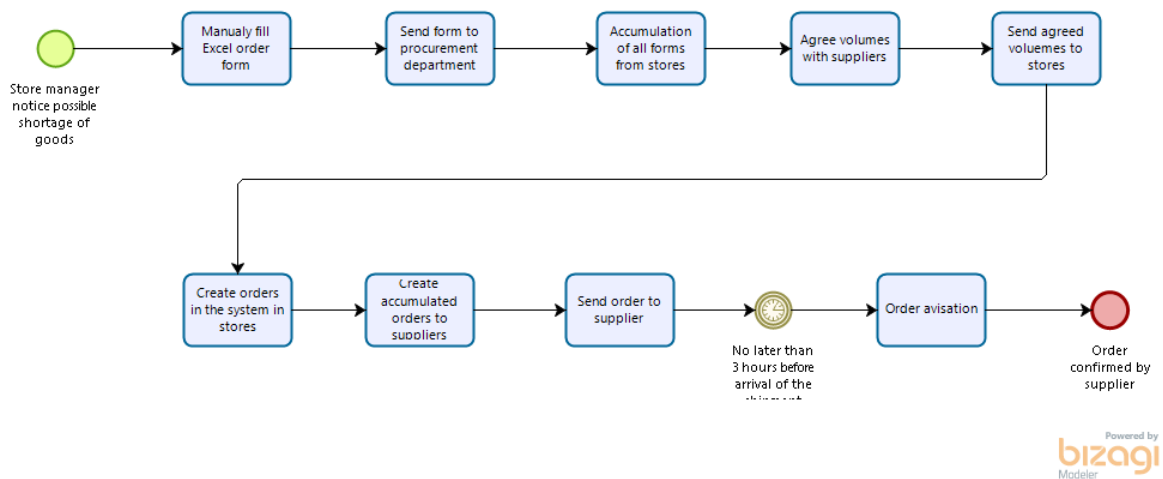 Manualy fill
Excel order
form
Send form to
procurement
department
Accumulation
of all forms
from stores
Agree volumes
with suppliers
Send agreed
voluemes to
stores
Store manager
notice possible
shortage of
goods
Create orders
in the system in
stores
Create
accumulated
orders to
suppliers
Send order to
supplier
No later than
3 hours before
arrival of the
shipment
Order avisation
Order
confirmed by
supplier
Powered by
bizagi
Modeler